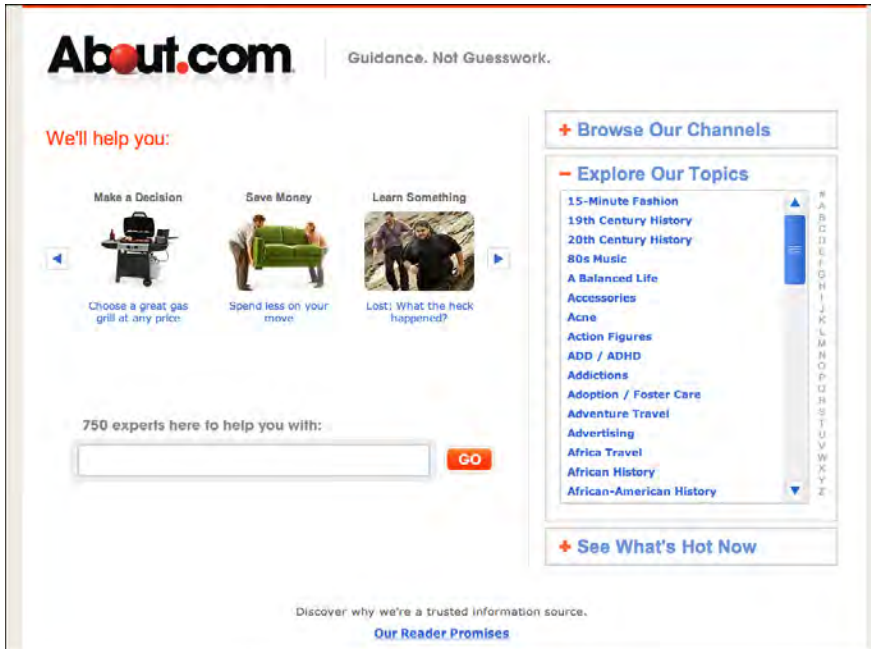 About.com
Guidance. Not Guesswork.
We'll help you:
Make a Decision
Save Money
Learn Something
Choose a great gas
grill at any price
Spend less on your
move
Lost: What the heck
happened?
750 experts here to help you with:
GO
+ Browse Our Channels
− Explore Our Topics
15-Minute Fashion
19th Century History
20th Century History
80s Music
A Balanced Life
Accessories
Acne
Action Figures
ADD / ADHD
Addictions
Adoption / Foster Care
Adventure Travel
Advertising
Africa Travel
African History
African-American History
#
A
B
C
D
E
F
G
H
I
J
K
L
M
N
O
P
Q
R
S
T
U
V
W
X
Y
Z
+ See What's Hot Now
Discover why we're a trusted information source.
Our Reader Promises